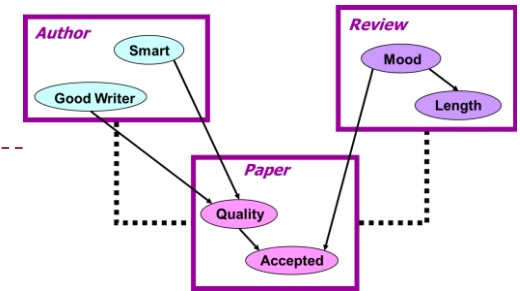 Author
Smart
Good Writer
Review
Mood
Length
Paper
Quality
Accepted